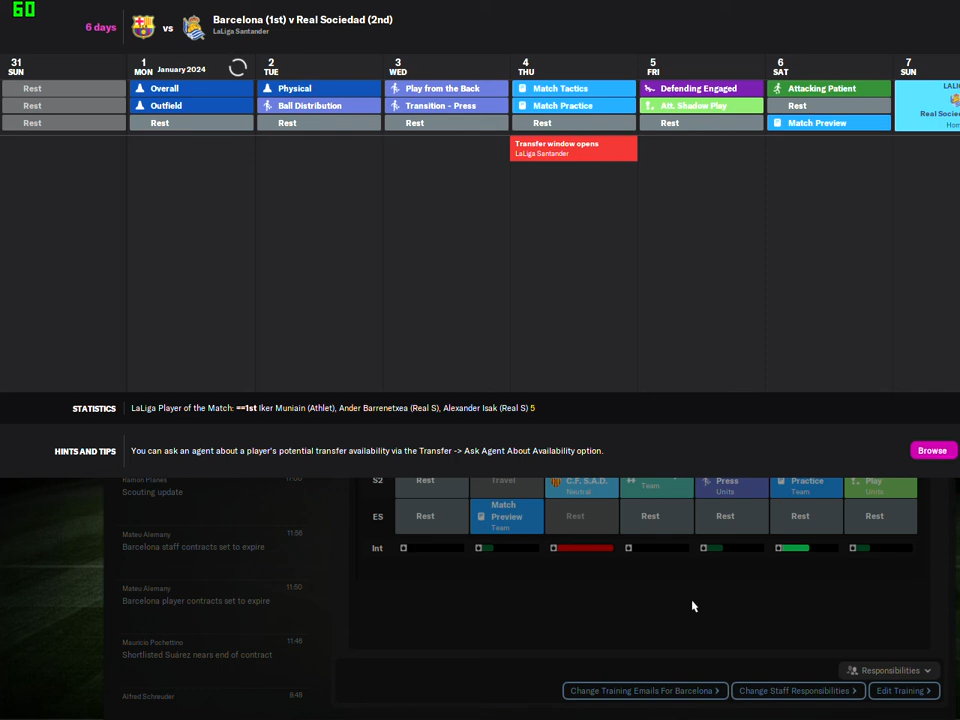 60
6 days
vs
Barcelona (1st) v Real Sociedad (2nd)
LaLiga Santander
31
SUN
1
MON January 2024
2
TUE
3
WED
4
THU
5
FRI
6
SAT
7
SUN
Rest
Overall
Physical
Play from the Back
Match Tactics
Defending Engaged
Attacking Patient
LALI
Rest
Outfield
Ball Distribution
Transition - Press
Match Practice
Att. Shadow Play
Rest
Real Socie
Rest
Rest
Rest
Rest
Rest
Rest
Match Preview
Hom
Transfer window opens
LaLiga Santander
STATISTICS
LaLiga Player of the Match: ==1st Iker Muniain (Athlet), Ander Barrenetxea (Real S), Alexander Isak (Real S) 5
HINTS AND TIPS
You can ask an agent about a player's potential transfer availability via the Transfer -> Ask Agent About Availability option.
Browse
Ramon Planes 11:00
Scouting update
Mateu Alemany 11:56
Barcelona staff contracts set to expire
Mateu Alemany 11:50
Barcelona player contracts set to expire
Mauricio Pochettino 11:46
Shortlisted Suárez nears end of contract
Alfred Schreuder 8:48
S2
Rest
Travel
C.F. S.A.D.
Neutral
Team
Press
Units
Practice
Team
Play
Units
ES
Rest
Match Preview
Team
Rest
Rest
Rest
Rest
Rest
Int
Responsibilities
Change Training Emails For Barcelona >
Change Staff Responsibilities >
Edit Training >